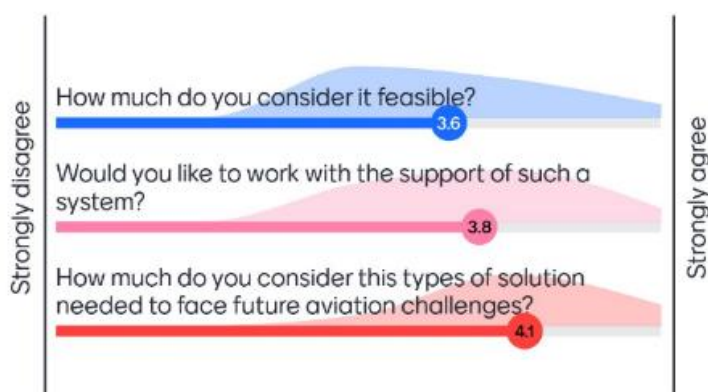 Strongly disagree
How much do you consider it feasible?
3.6
Would you like to work with the support of such a
system?
3.8
How much do you consider this types of solution
needed to face future aviation challenges?
4.1
Strongly agree